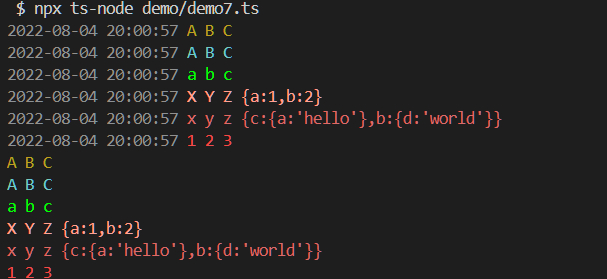 $ npx ts-node demo/demo7.ts
2022-08-04 20:00:57 A B C
2022-08-04 20:00:57 A B C
2022-08-04 20:00:57 a b c
2022-08-04 20:00:57 X Y Z {a:1,b:2}
2022-08-04 20:00:57 x y z {c:{a:'hello'},b:{d:'world'}}
2022-08-04 20:00:57 1 2 3
A B C
A B C
a b c
X Y Z {a:1,b:2}
x y z {c:{a:'hello'},b:{d:'world'}}
1 2 3